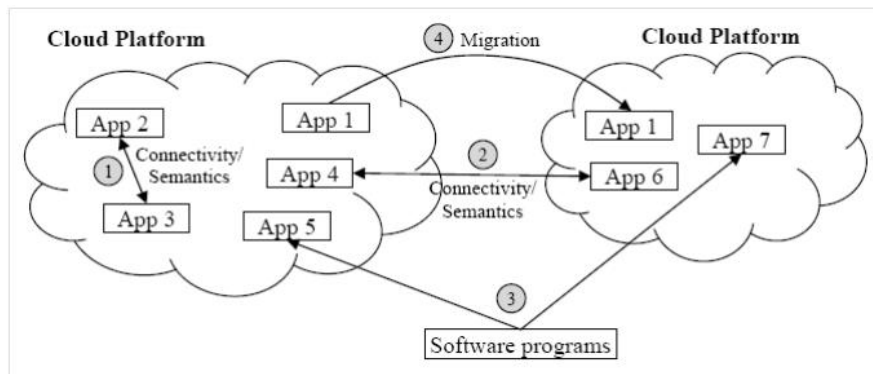 Cloud Platform
4 Migration
Cloud Platform
App 2
App 1
App 1
App 7
1
Connectivity/
Semantics
App 4
2
App 6
Connectivity/
Semantics
App 3
App 5
3
Software programs